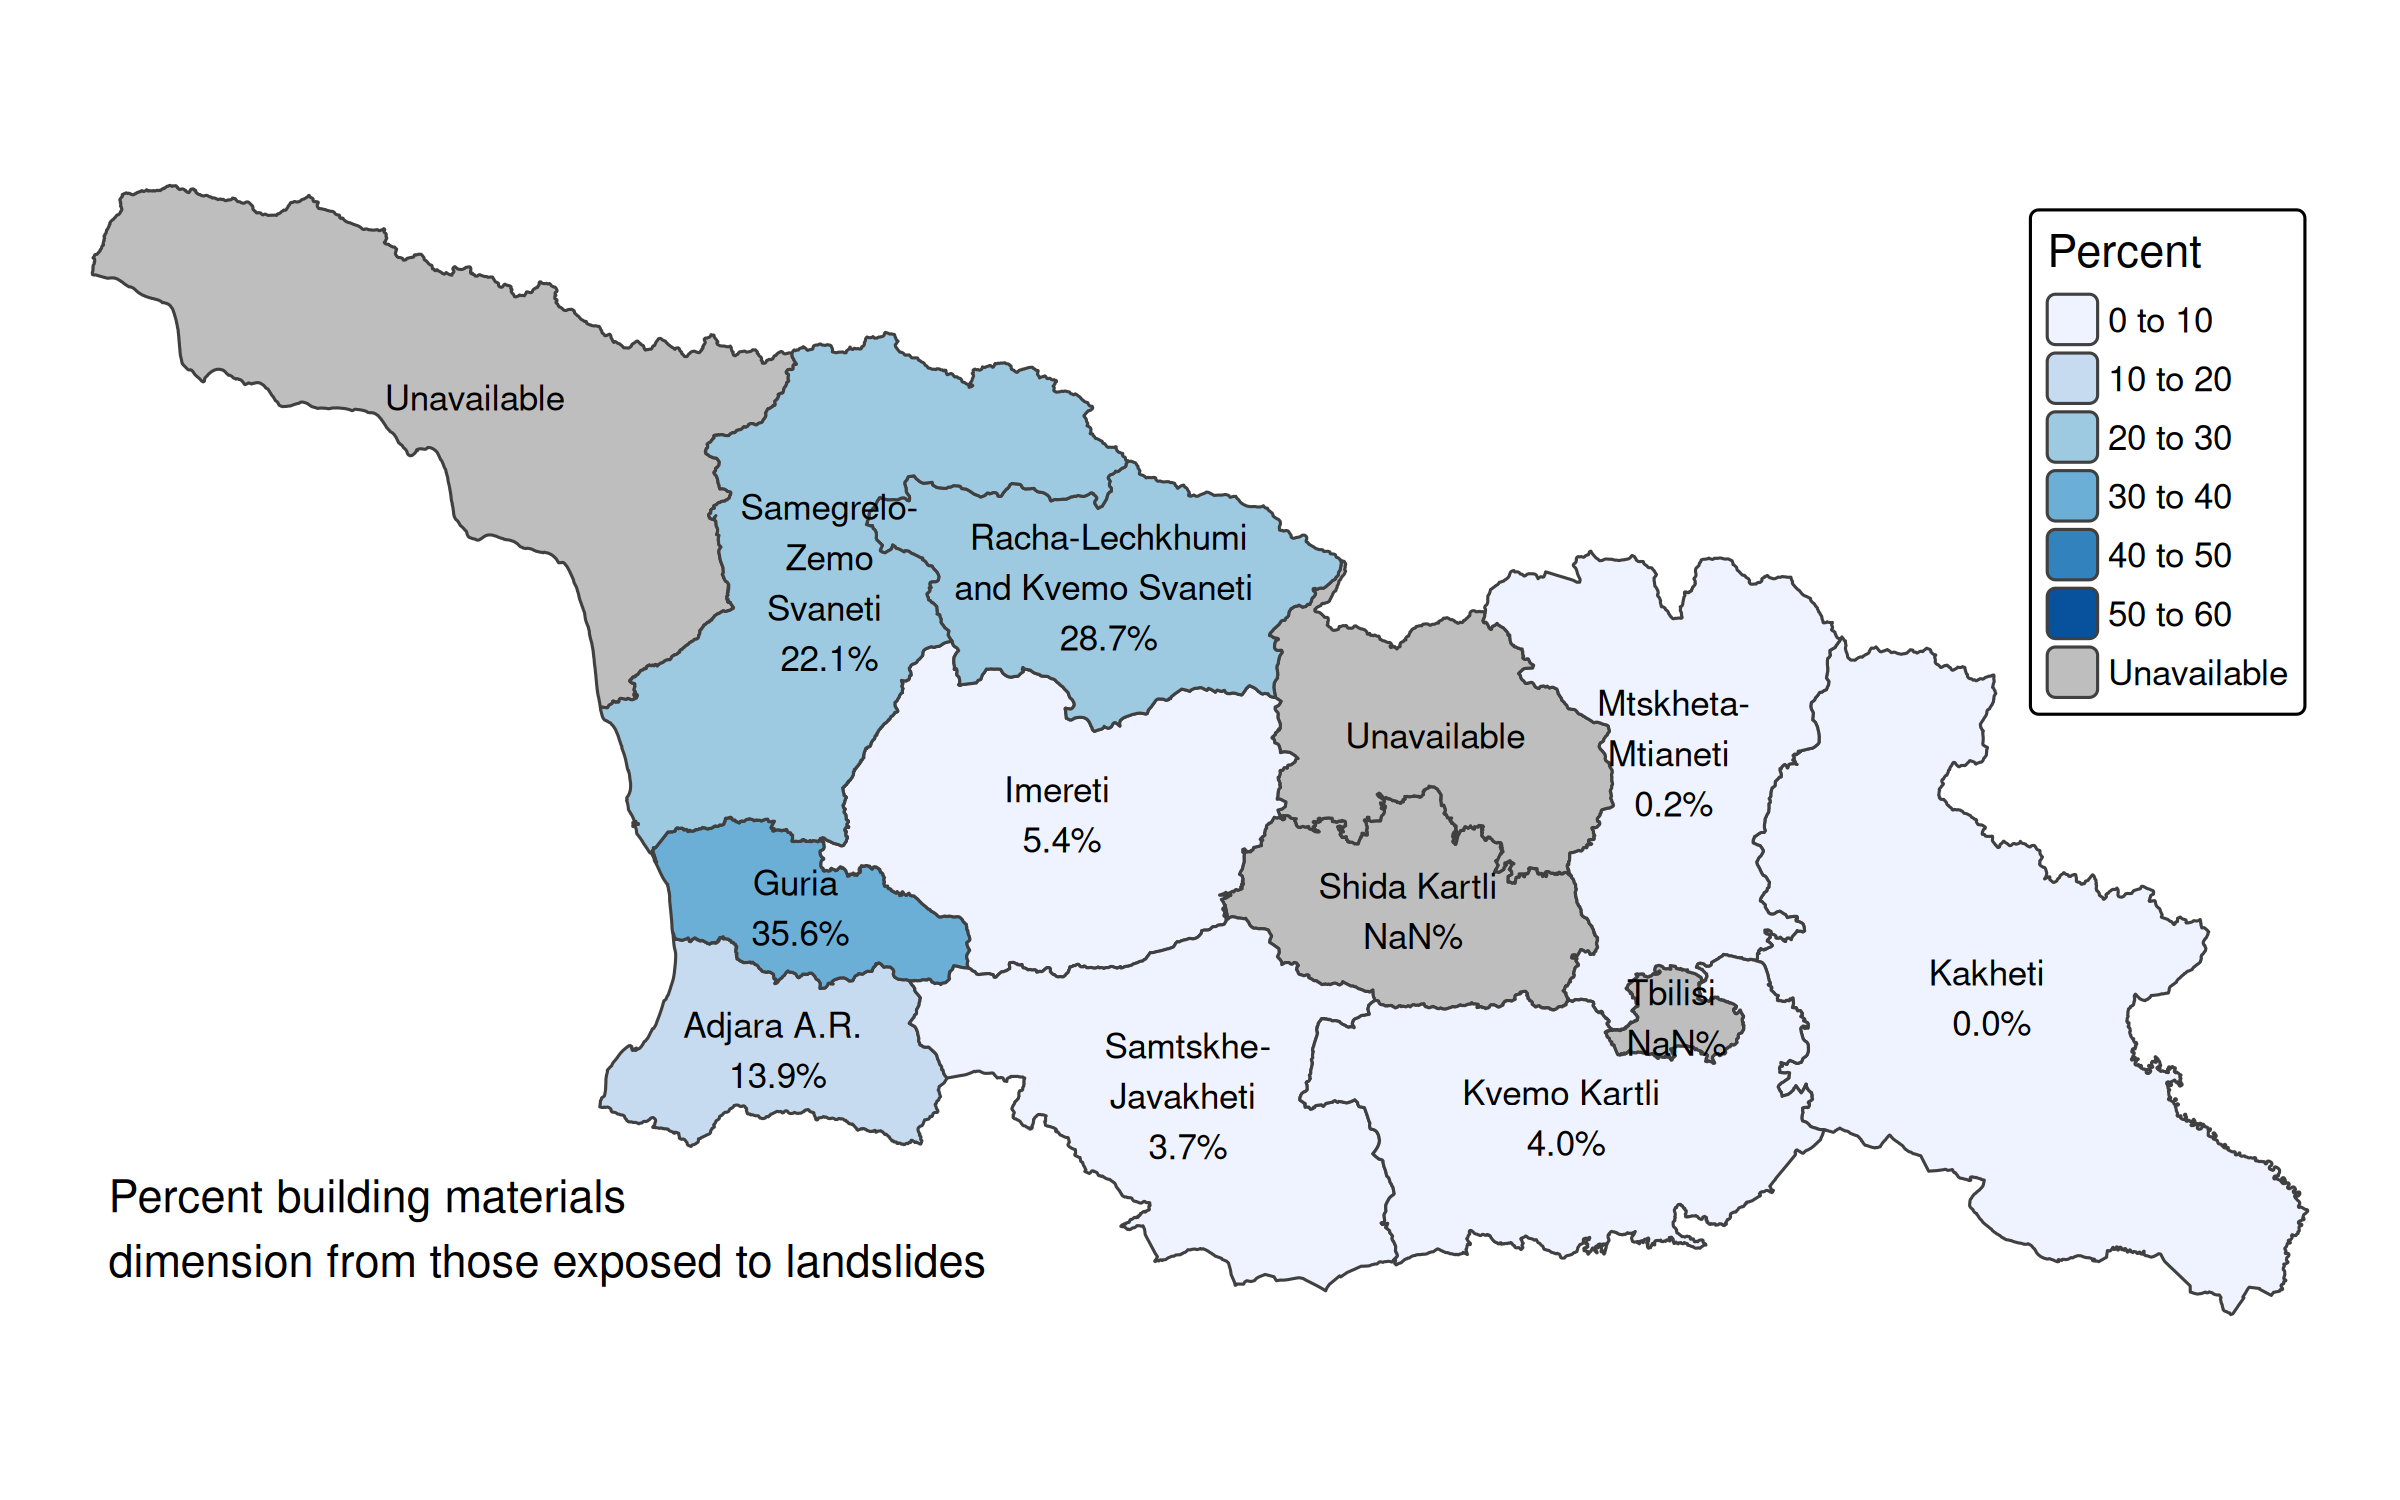 Unavailable
Samegrelo-
Zemo
Svaneti
22.1%
Racha-Lechkhumi
and Kvemo Svaneti
28.7%
Imereti
5.4%
Guria
35.6%
Adjara A.R.
13.9%
Unavailable
Shida Kartli
NaN%
Mtskheta-
Mtianeti
0.2%
Tbilisi
NaN%
Kakheti
0.0%
Samtskhe-
Javakheti
3.7%
Kvemo Kartli
4.0%
Percent
0 to 10
10 to 20
20 to 30
30 to 40
40 to 50
50 to 60
Unavailable
Percent building materials
dimension from those exposed to landslides